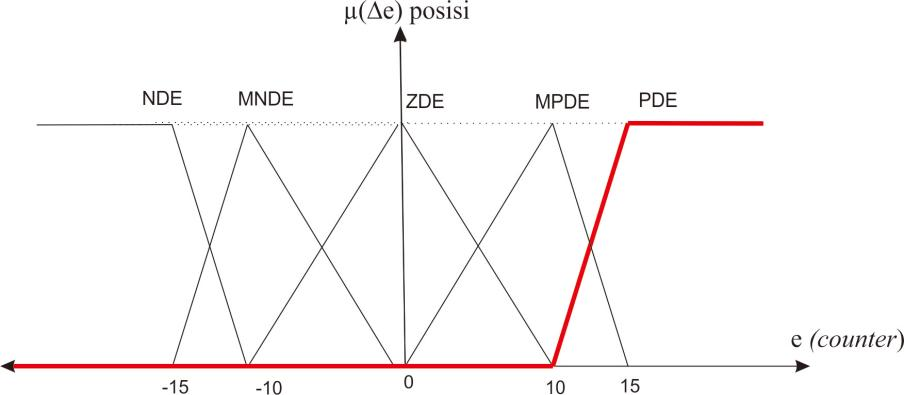 μ(Δe) posisi
NDE MNDE ZDE MPDE PDE
e (counter)
-15 -10 0 10 15